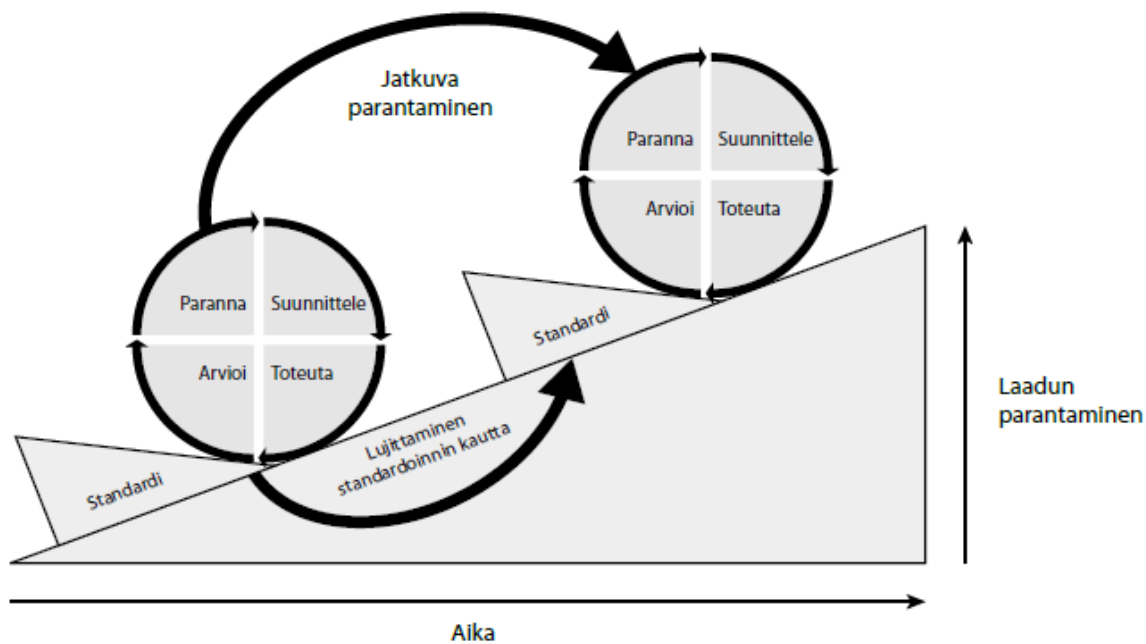 Jatkuva
parantaminen
Paranna
Suunnittele
Arvioi
Toteuta
Standardi
Paranna
Suunnittele
Arvioi
Toteuta
Standardi
Lujittaminen
standardoinnin kautta
Laadun
parantaminen
Aika